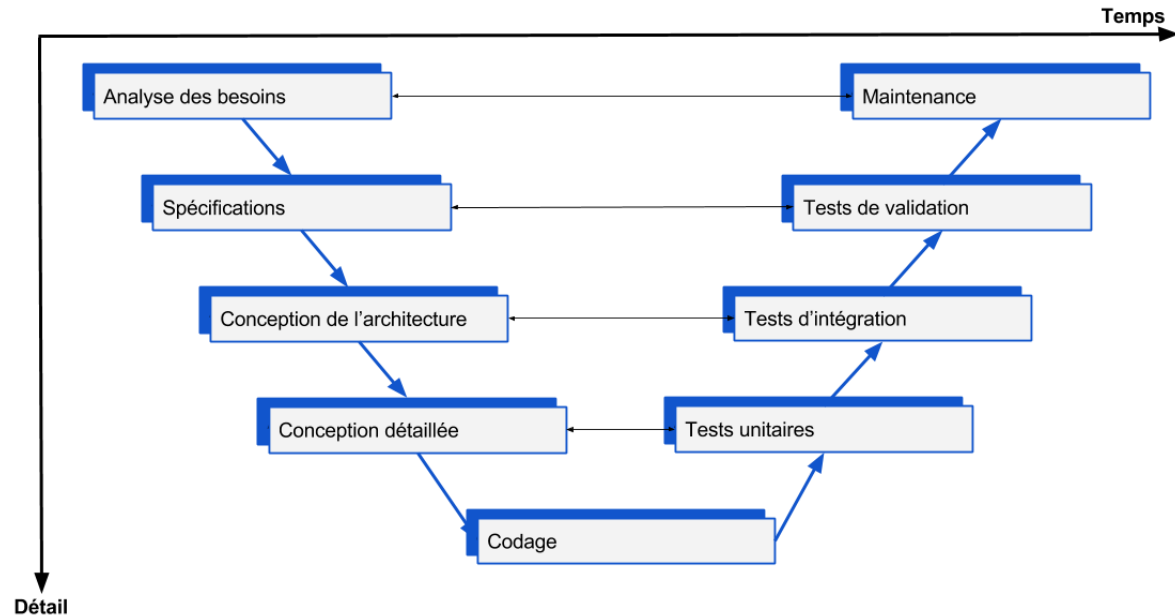 Temps
Analyse des besoins
Maintenance
Spécifications
Tests de validation
Conception de l’architecture
Tests d’intégration
Conception détaillée
Tests unitaires
Codage
Détail